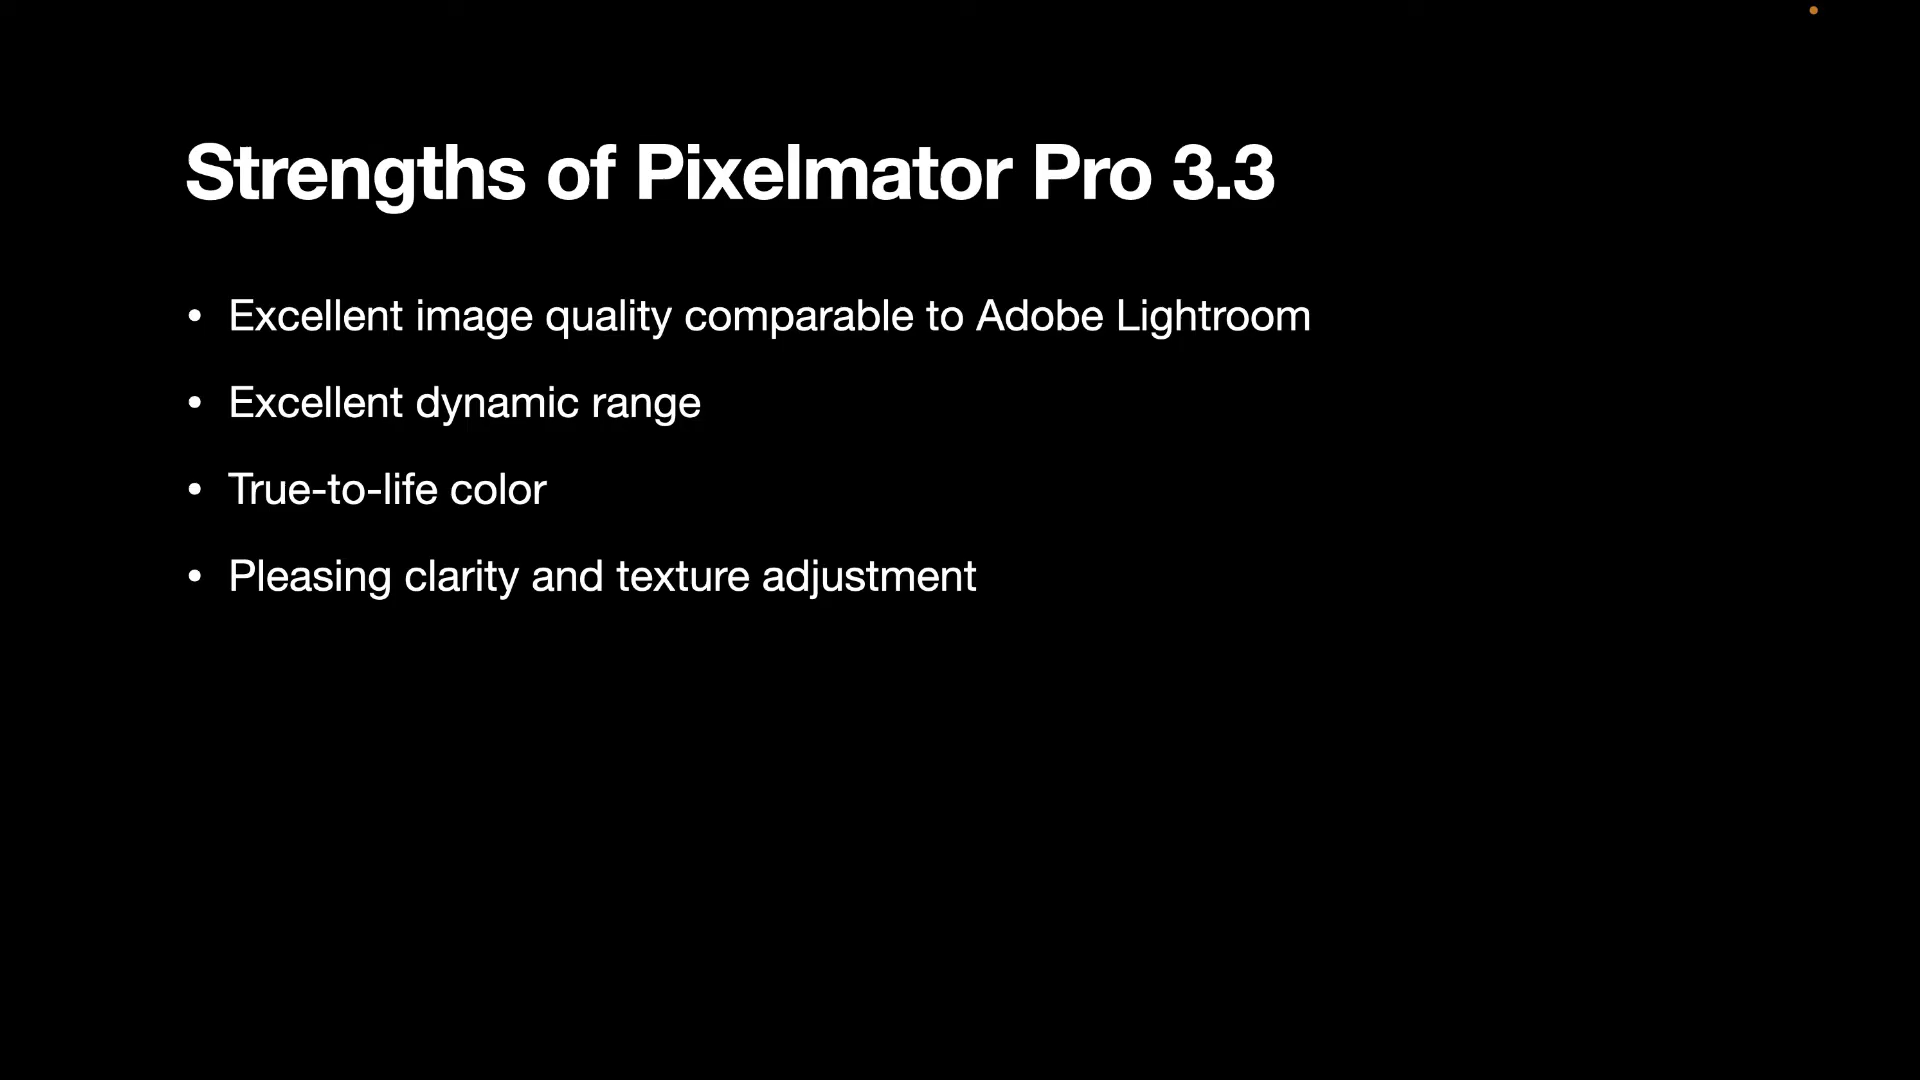 Strengths of Pixelmator Pro 3.3
• Excellent image quality comparable to Adobe Lightroom
• Excellent dynamic range
• True-to-life color
• Pleasing clarity and texture adjustment